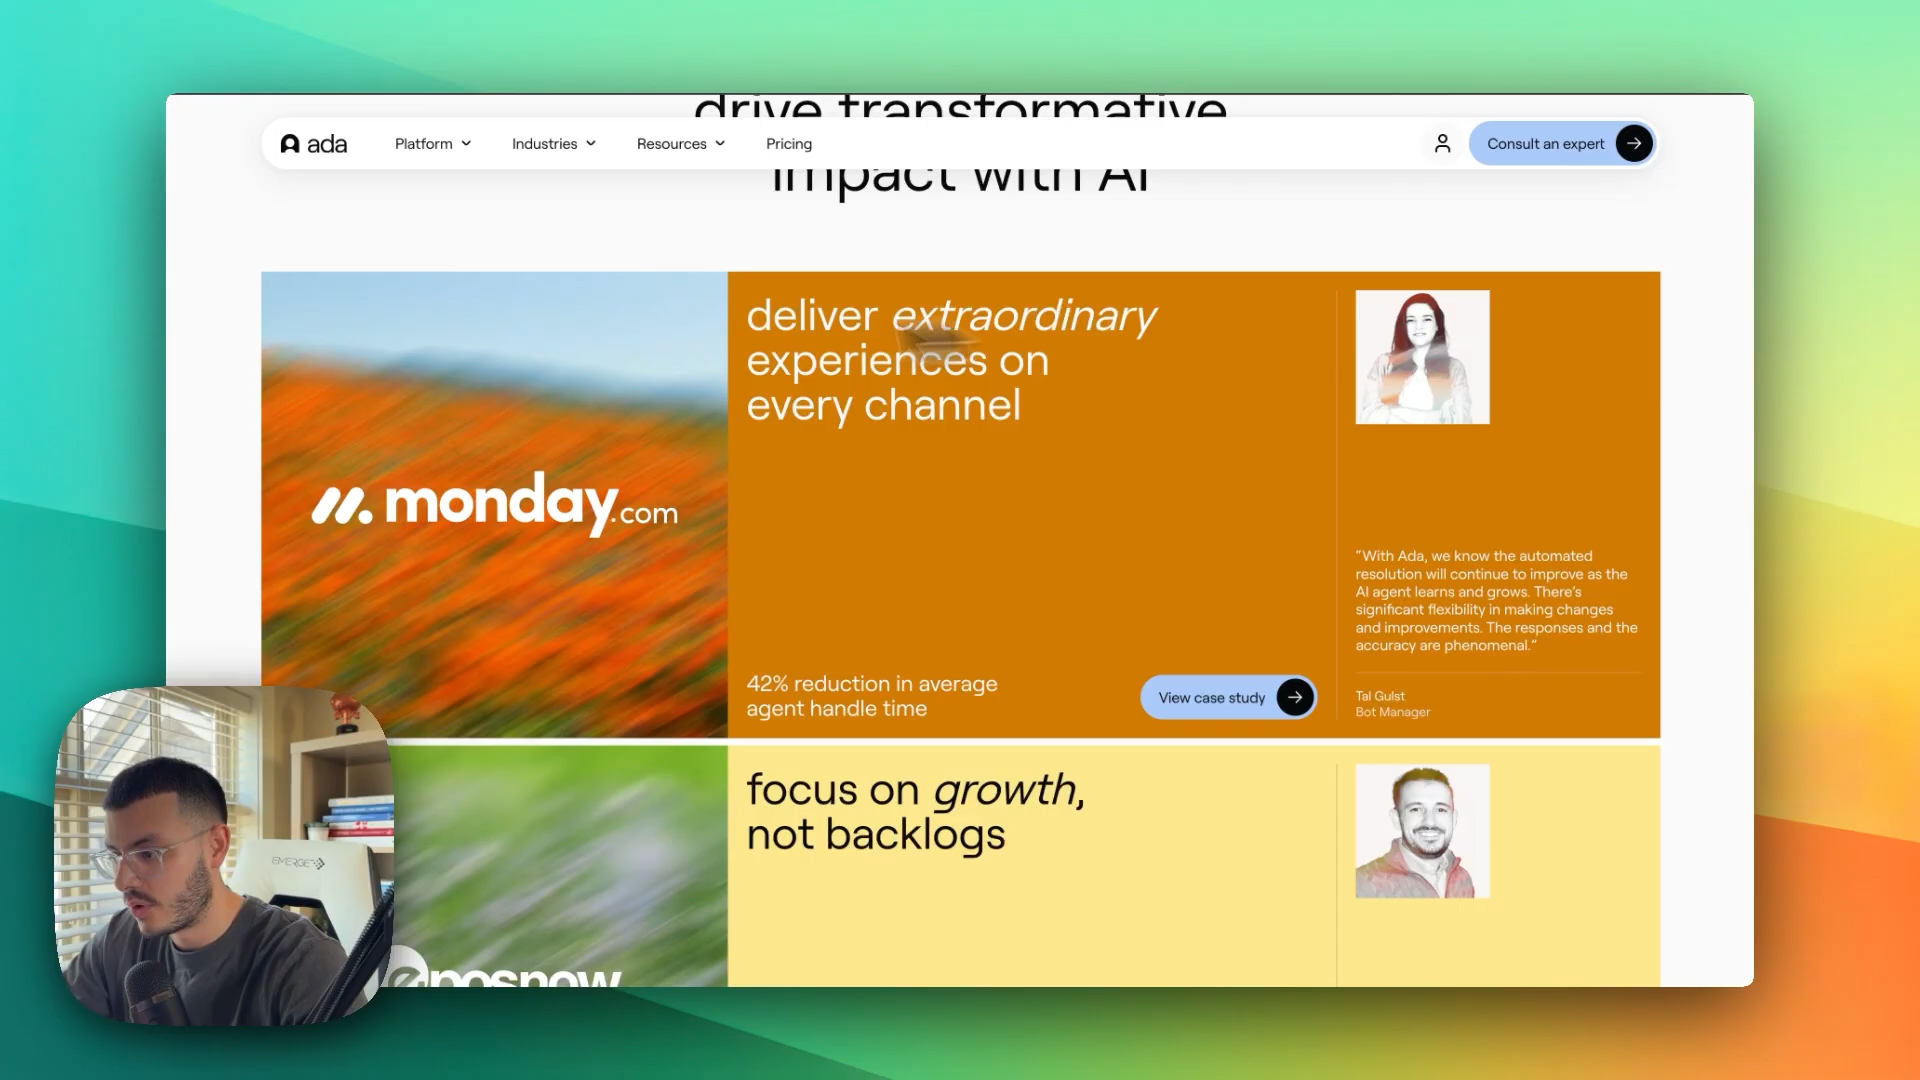 drive transformative
ada
Platform
Industries
Resources
Pricing
Consult an expert
impact with AI
monday.com
deliver extraordinary
experiences on
every channel
42% reduction in average
agent handle time
View case study
"With Ada, we know the automated
resolution will continue to improve as the
AI agent learns and grows. There's
significant flexibility in making changes
and improvements. The responses and the
accuracy are phenomenal."
Tal Gulst
Bot Manager
focus on growth,
not backlogs
eposnow
EMERGE